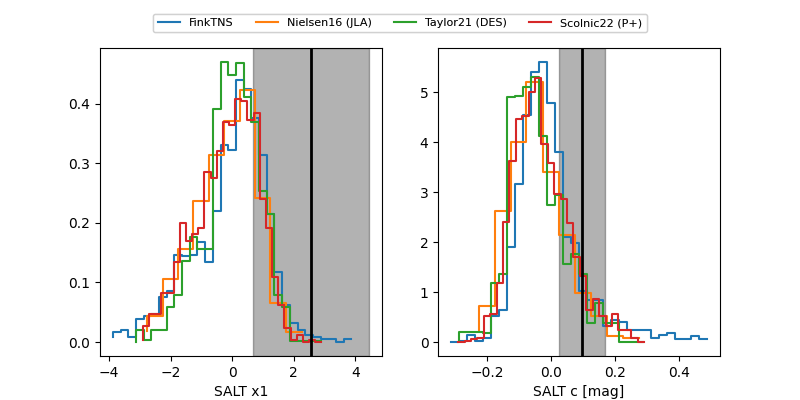 FinkTNS Nielsen16 (JLA) Taylor21 (DES) Scolnic22 (P+)
0.4
0.3
0.2
0.1
0.0
−4 −2 0 2 4
SALT x1
5
4
3
2
1
0
−0.2 0.0 0.2 0.4
SALT c [mag]